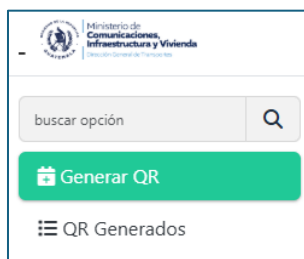 Ministerio de
Comunicaciones,
Infraestructura y Vivienda
Dirección General de Transportes
buscar opción
Generar QR
QR Generados